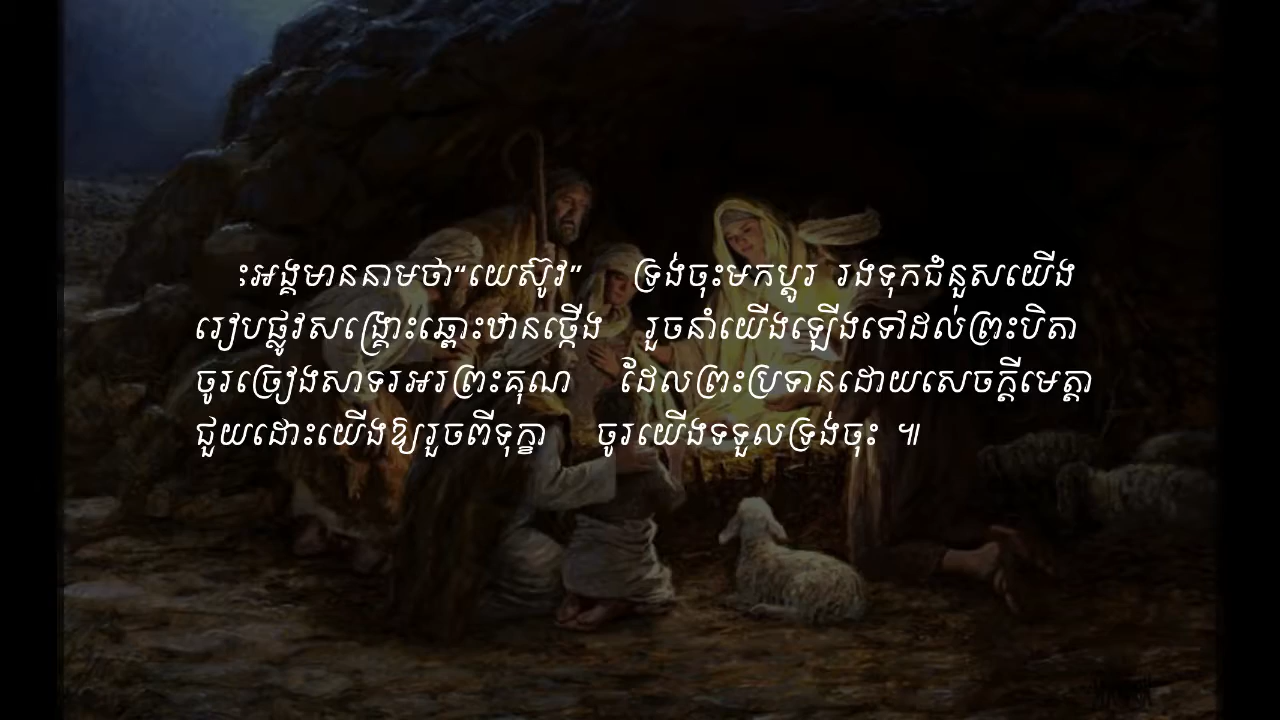 ៈអង្គមាននាមថា“យេស៊ូវ” ទ្រង់ចុះមកប្ដូរ រងទុកជំនួសយើង
រៀបផ្លូវសង្គ្រោះឆ្ពោះឋានថ្កើង រួចនាំយើងឡើងទៅដល់ព្រះបិតា
ចូរច្រៀងសាទរអរព្រះគុណ ដែលព្រះប្រទានដោយសេចក្ដីមេត្តា
ជួយដោះយើងឱ្យរួចពីទុក្ខា ចូរយើងទទួលទ្រង់ចុះ ៕